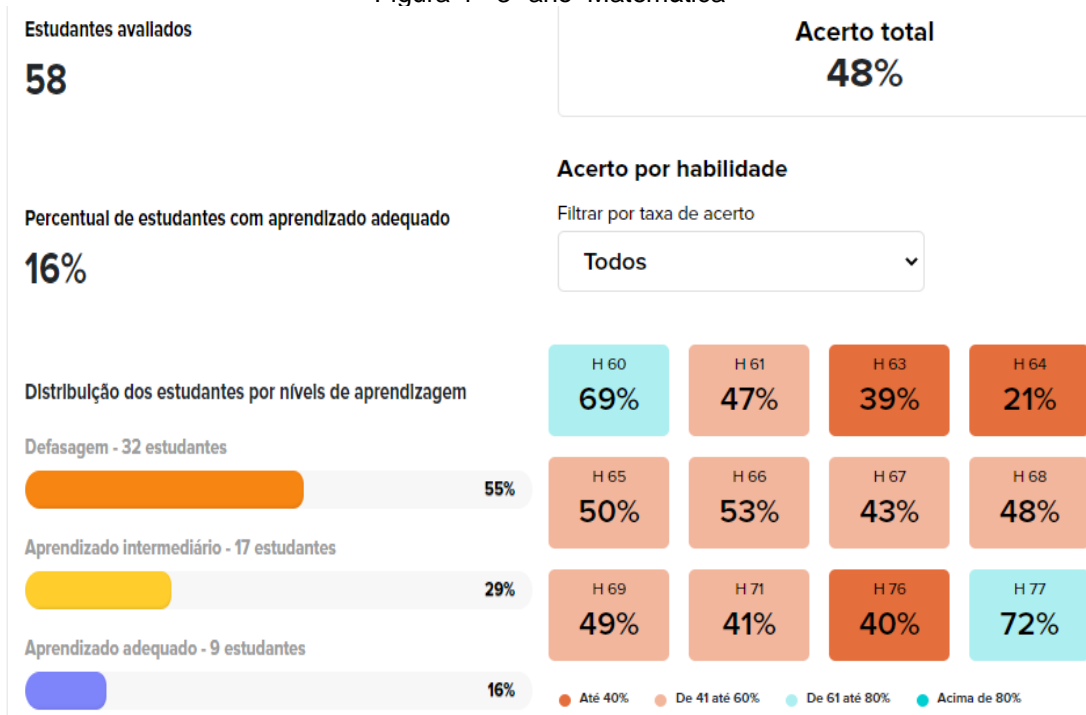 Estudantes avaliados
58
Percentual de estudantes com aprendizado adequado
16%
Distribuição dos estudantes por níveis de aprendizagem
Defasagem - 32 estudantes
55%
Aprendizado intermediário - 17 estudantes
29%
Aprendizado adequado - 9 estudantes
16%
Acerto total
48%
Acerto por habilidade
Filtrar por taxa de acerto
Todos
H 60 H 61 H 63 H 64
69% 47% 39% 21%
H 65 H 66 H 67 H 68
50% 53% 43% 48%
H 69 H 71 H 76 H 77
49% 41% 40% 72%
Até 40% De 41 até 60% De 61 até 80% Acima de 80%